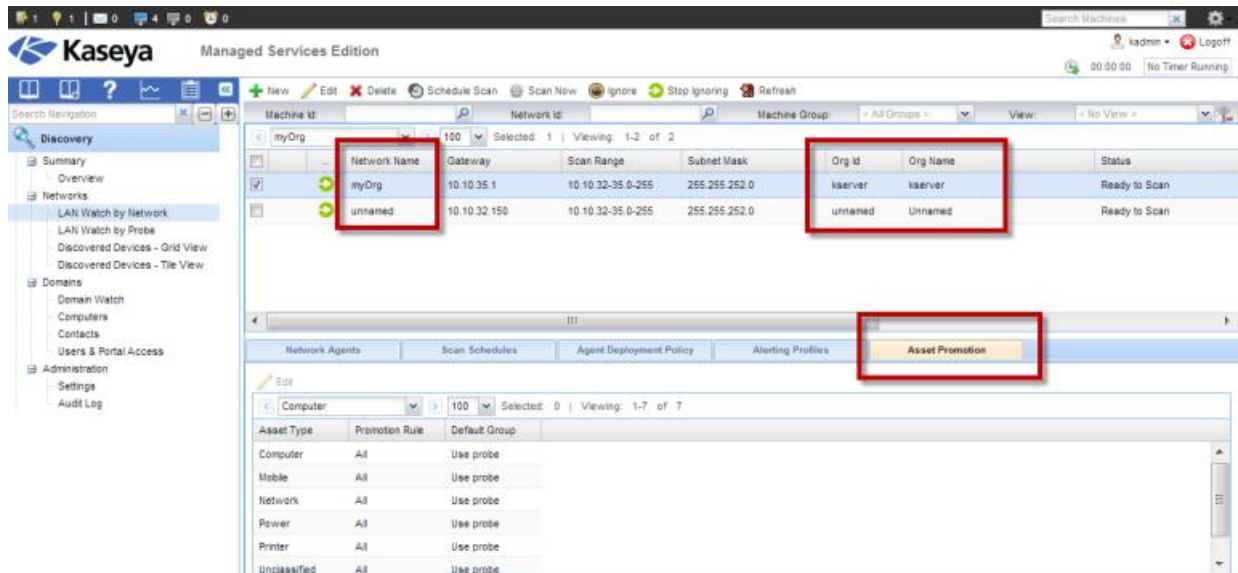 1 1 0 4 0 0 Search Machines
Kaseya Managed Services Edition kadmin Logoff
00:00:00 No Timer Running
New Edit Delete Schedule Scan Scan Now Ignore Stop Ignoring Refresh
Search Navigation
Machine Id: Network Id: Machine Group: < All Groups > View: < No View >
Discovery
Summary
Overview
Networks
LAN Watch by Network
LAN Watch by Probe
Discovered Devices - Grid View
Discovered Devices - Tile View
Domains
Domain Watch
Computers
Contacts
Users & Portal Access
Administration
Settings
Audit Log
myOrg 100 Selected: 1 | Viewing: 1-2 of 2
... Network Name Gateway Scan Range Subnet Mask Org Id Org Name Status
myOrg 10.10.35.1 10.10.32-35.0-255 255.255.252.0 kserver kserver Ready to Scan
unnamed 10.10.32.150 10.10.32-35.0-255 255.255.252.0 unnamed Unnamed Ready to Scan
Network Agents Scan Schedules Agent Deployment Policy Alerting Profiles Asset Promotion
Edit
Computer 100 Selected: 0 | Viewing: 1-7 of 7
Asset Type Promotion Rule Default Group
Computer All Use probe
Mobile All Use probe
Network All Use probe
Power All Use probe
Printer All Use probe
Unclassified All Use probe